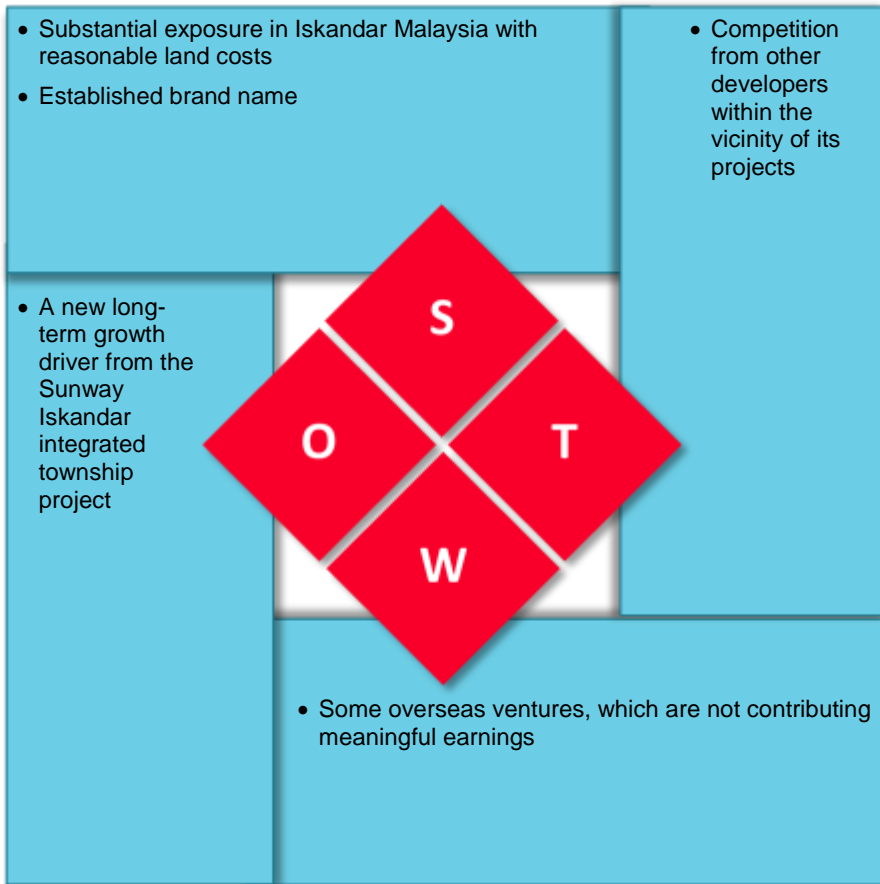 • Substantial exposure in Iskandar Malaysia with
reasonable land costs
• Established brand name
• Competition
from other
developers
within the
vicinity of its
projects
• A new long-
term growth
driver from the
Sunway
Iskandar
integrated
township
project
S
O
T
W
• Some overseas ventures, which are not contributing
meaningful earnings